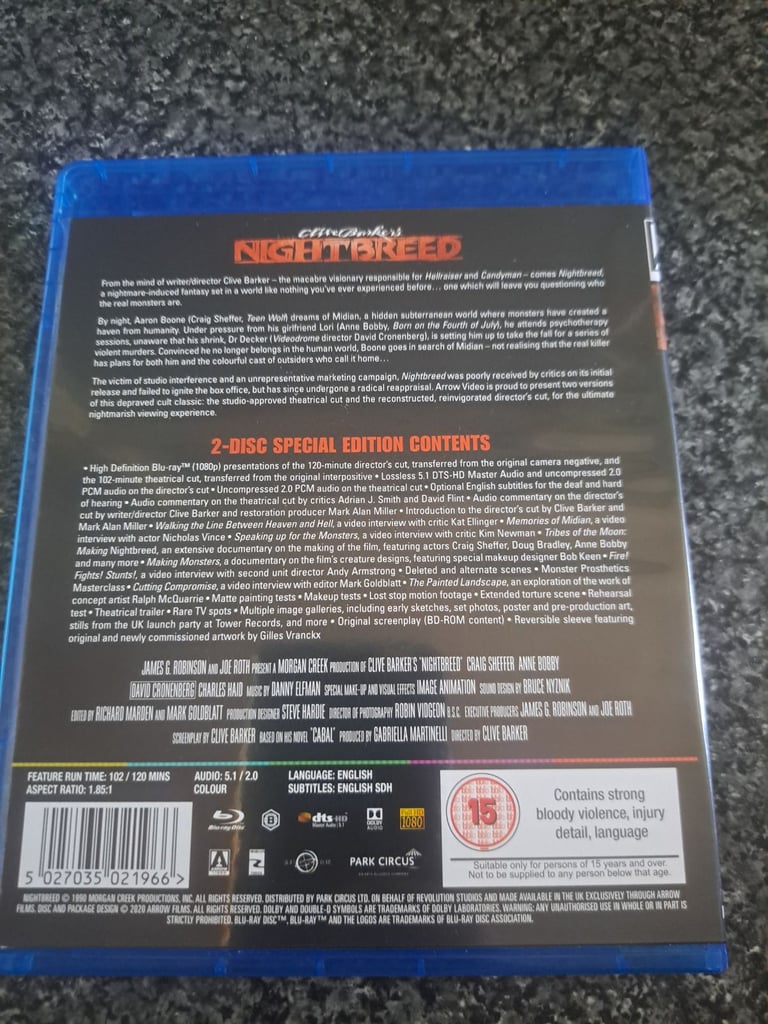 Clive Barker's
NIGHTBREED
From the mind of writer/director Clive Barker – the macabre visionary responsible for Hellraiser and Candyman – comes Nightbreed,
a nightmare-induced fantasy set in a world like nothing you've ever experienced before... one which will leave you questioning who
the real monsters are.
By night, Aaron Boone (Craig Sheffer, Teen Wolf) dreams of Midian, a hidden subterranean world where monsters have created a
haven from humanity. Under pressure from his girlfriend Lori (Anne Bobby, Born on the Fourth of July), he attends psychotherapy
sessions, unaware that his shrink, Dr Decker (Videodrome director David Cronenberg), is setting him up to take the fall for a series of
violent murders. Convinced he no longer belongs in the human world, Boone goes in search of Midian – not realising that the real killer
has plans for both him and the colourful cast of outsiders who call it home...
The victim of studio interference and an unrepresentative marketing campaign, Nightbreed was poorly received by critics on its initial
release and failed to ignite the box office, but has since undergone a radical reappraisal. Arrow Video is proud to present two versions
of this depraved cult classic: the studio-approved theatrical cut and the reconstructed, reinvigorated director's cut, for the ultimate
nightmarish viewing experience.
2-DISC SPECIAL EDITION CONTENTS
• High Definition Blu-ray™ (1080p) presentations of the 120-minute director's cut, transferred from the original camera negative, and
the 102-minute theatrical cut, transferred from the original interpositive • Lossless 5.1 DTS-HD Master Audio and uncompressed 2.0
PCM audio on the director's cut • Uncompressed 2.0 PCM audio on the theatrical cut • Optional English subtitles for the deaf and hard
of hearing • Audio commentary on the theatrical cut by critics Adrian J. Smith and David Flint • Audio commentary on the director's
cut by writer/director Clive Barker and restoration producer Mark Alan Miller • Introduction to the director's cut by Clive Barker and
Mark Alan Miller • Walking the Line Between Heaven and Hell, a video interview with critic Kat Ellinger • Memories of Midian, a video
interview with actor Nicholas Vince • Speaking up for the Monsters, a video interview with critic Kim Newman • Tribes of the Moon:
Making Nightbreed, an extensive documentary on the making of the film, featuring actors Craig Sheffer, Doug Bradley, Anne Bobby
and many more • Making Monsters, a documentary on the film's creature designs, featuring special makeup designer Bob Keen • Fire!
Fights! Stunts!, a video interview with second unit director Andy Armstrong • Deleted and alternate scenes • Monster Prosthetics
Masterclass • Cutting Compromise, a video interview with editor Mark Goldblatt • The Painted Landscape, an exploration of the work of
concept artist Ralph McQuarrie • Matte painting tests • Makeup tests • Lost stop motion footage • Extended torture scene • Rehearsal
test • Theatrical trailer • Rare TV spots • Multiple image galleries, including early sketches, set photos, poster and pre-production art,
stills from the UK launch party at Tower Records, and more • Original screenplay (BD-ROM content) • Reversible sleeve featuring
original and newly commissioned artwork by Gilles Vranckx
JAMES G. ROBINSON AND JOE ROTH PRESENT A MORGAN CREEK PRODUCTION OF CLIVE BARKER'S "NIGHTBREED" CRAIG SHEFFER ANNE BOBBY
DAVID CRONENBERG CHARLES HAID MUSIC BY DANNY ELFMAN SPECIAL MAKE-UP AND VISUAL EFFECTS IMAGE ANIMATION SOUND DESIGN BY BRUCE NYZNIK
EDITED BY RICHARD MARDEN AND MARK GOLDBLATT PRODUCTION DESIGNER STEVE HARDIE DIRECTOR OF PHOTOGRAPHY ROBIN VIDGEON B.S.C. EXECUTIVE PRODUCERS JAMES G. ROBINSON AND JOE ROTH
SCREENPLAY BY CLIVE BARKER BASED ON HIS NOVEL "CABAL" PRODUCED BY GABRIELLA MARTINELLI DIRECTED BY CLIVE BARKER
FEATURE RUN TIME: 102 / 120 MINS AUDIO: 5.1 / 2.0 LANGUAGE: ENGLISH
ASPECT RATIO: 1.85:1 COLOUR SUBTITLES: ENGLISH SDH
Blu-ray Disc B dts-HD Master Audio DOLBY AUDIO 1080
PARK CIRCUS
5 027035 021966 >
15
Contains strong
bloody violence, injury
detail, language
Suitable only for persons of 15 years and over.
Not to be supplied to any person below that age.
NIGHTBREED © 1990 MORGAN CREEK PRODUCTIONS, INC. ALL RIGHTS RESERVED. DISTRIBUTED BY PARK CIRCUS LTD. ON BEHALF OF REVOLUTION STUDIOS AND MADE AVAILABLE IN THE UK EXCLUSIVELY THROUGH ARROW
FILMS. DISC AND PACKAGE DESIGN © 2020 ARROW FILMS. ALL RIGHTS RESERVED. DOLBY AND DOUBLE-D SYMBOLS ARE TRADEMARKS OF DOLBY LABORATORIES. WARNING: ANY UNAUTHORISED USE IN WHOLE OR IN PART IS
STRICTLY PROHIBITED. BLU-RAY DISC™, BLU-RAY™ AND THE LOGOS ARE TRADEMARKS OF BLU-RAY DISC ASSOCIATION.